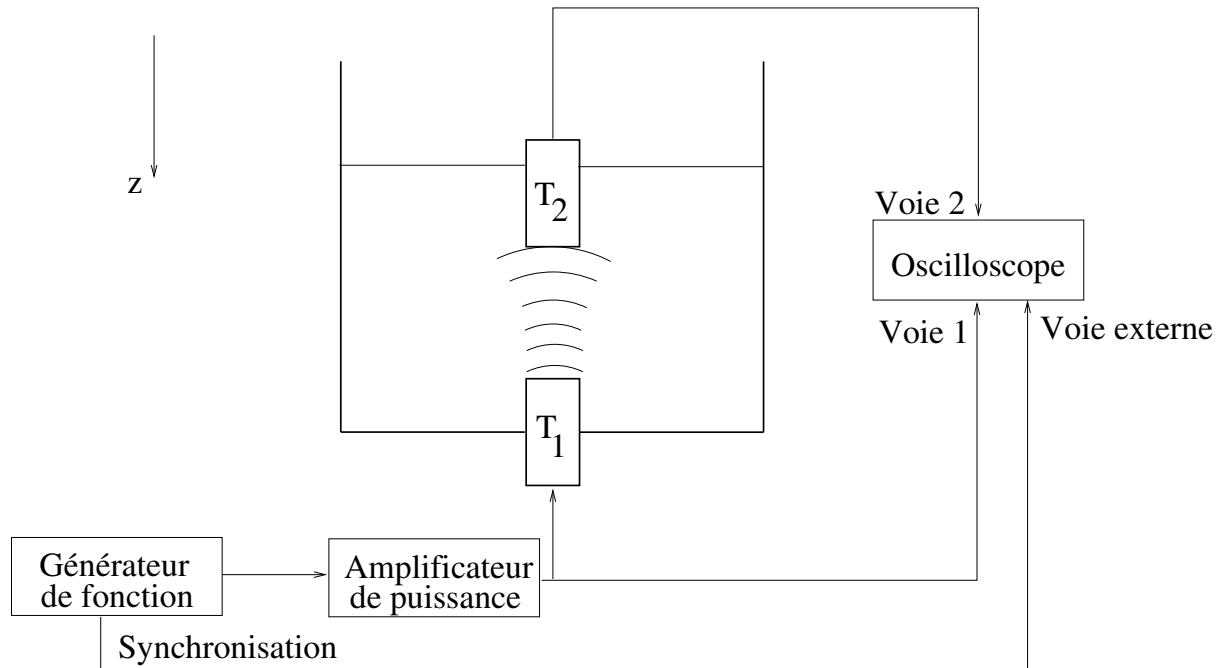 z
T2
Voie 2
Oscilloscope
Voie 1
Voie externe
T1
Générateur
de fonction
Amplificateur
de puissance
Synchronisation